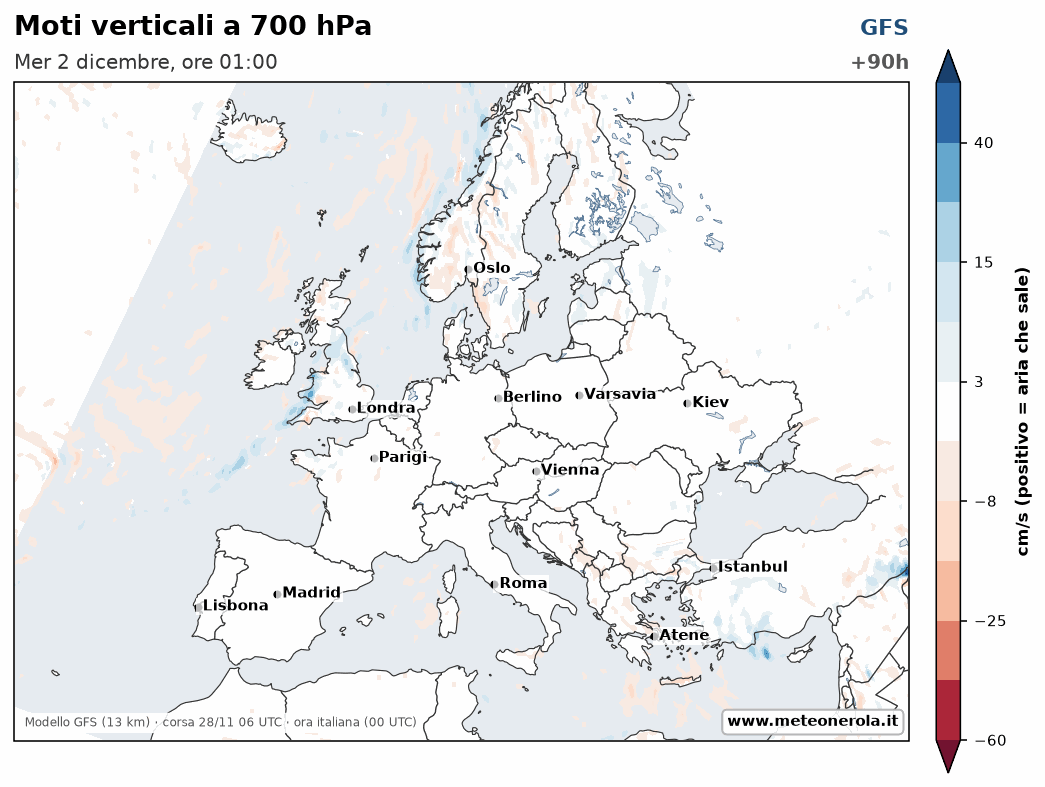 Moti verticali a 700 hPa
GFS
Mer 2 dicembre, ore 01:00
+90h
40
15
3
−8
−25
−60
cm/s (positivo = aria che sale)
Oslo
Berlino
Varsavia
Kiev
Londra
Parigi
Vienna
Istanbul
Roma
Madrid
Lisbona
Atene
Modello GFS (13 km) · corsa 28/11 06 UTC · ora italiana (00 UTC)
www.meteonerola.it